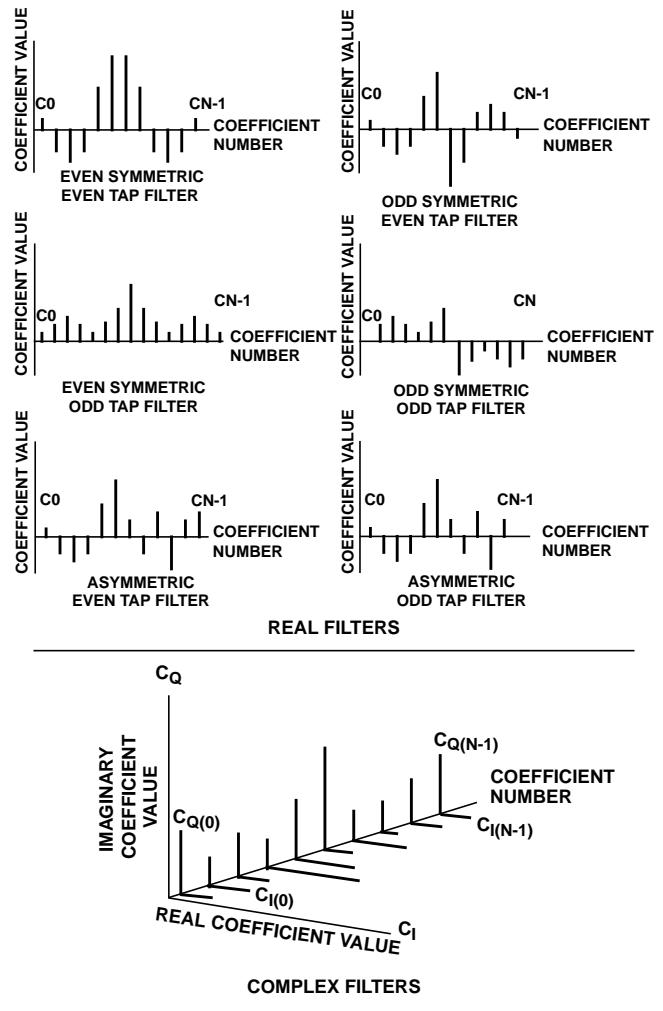 COEFFICIENT VALUE
C0
CN-1
COEFFICIENT
NUMBER
EVEN SYMMETRIC
EVEN TAP FILTER
COEFFICIENT VALUE
C0
CN-1
COEFFICIENT
NUMBER
ODD SYMMETRIC
EVEN TAP FILTER
COEFFICIENT VALUE
C0
CN-1
COEFFICIENT
NUMBER
EVEN SYMMETRIC
ODD TAP FILTER
COEFFICIENT VALUE
C0
CN
COEFFICIENT
NUMBER
ODD SYMMETRIC
ODD TAP FILTER
COEFFICIENT VALUE
C0
CN-1
COEFFICIENT
NUMBER
ASYMMETRIC
EVEN TAP FILTER
COEFFICIENT VALUE
C0
CN-1
COEFFICIENT
NUMBER
ASYMMETRIC
ODD TAP FILTER
REAL FILTERS
CQ
IMAGINARY
COEFFICIENT
VALUE
CQ(0)
CQ(N-1)
COEFFICIENT
NUMBER
CI(N-1)
CI(0)
REAL COEFFICIENT VALUE
CI
COMPLEX FILTERS